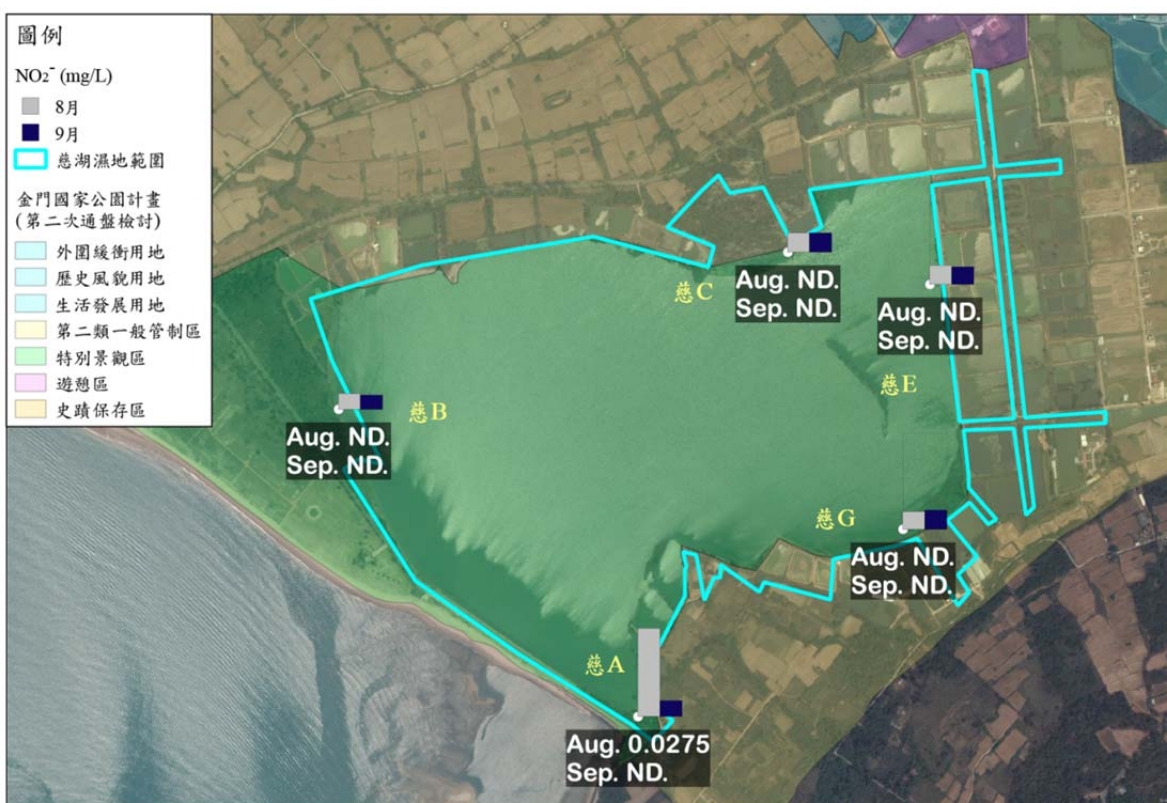 圖例
NO₂⁻ (mg/L)
8月
9月
慈湖濕地範圍
金門國家公園計畫
(第二次通盤檢討)
外圍緩衝用地
歷史風貌用地
生活發展用地
第二類一般管制區
特別景觀區
遊憩區
史蹟保存區
慈C
Aug. ND.
Sep. ND.
Aug. ND.
Sep. ND.
慈E
慈B
Aug. ND.
Sep. ND.
慈G
Aug. ND.
Sep. ND.
慈A
Aug. 0.0275
Sep. ND.